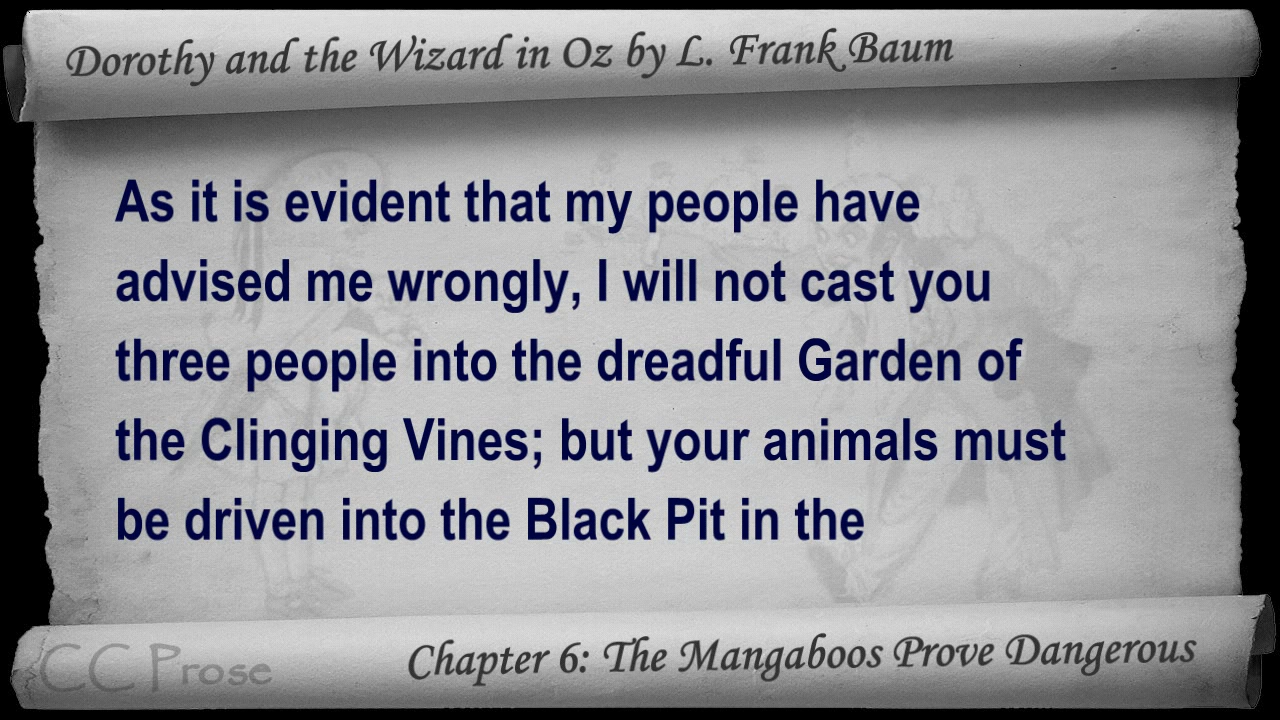 Dorothy and the Wizard in Oz by L. Frank Baum
As it is evident that my people have
advised me wrongly, I will not cast you
three people into the dreadful Garden of
the Clinging Vines; but your animals must
be driven into the Black Pit in the
CC Prose
Chapter 6: The Mangaboos Prove Dangerous